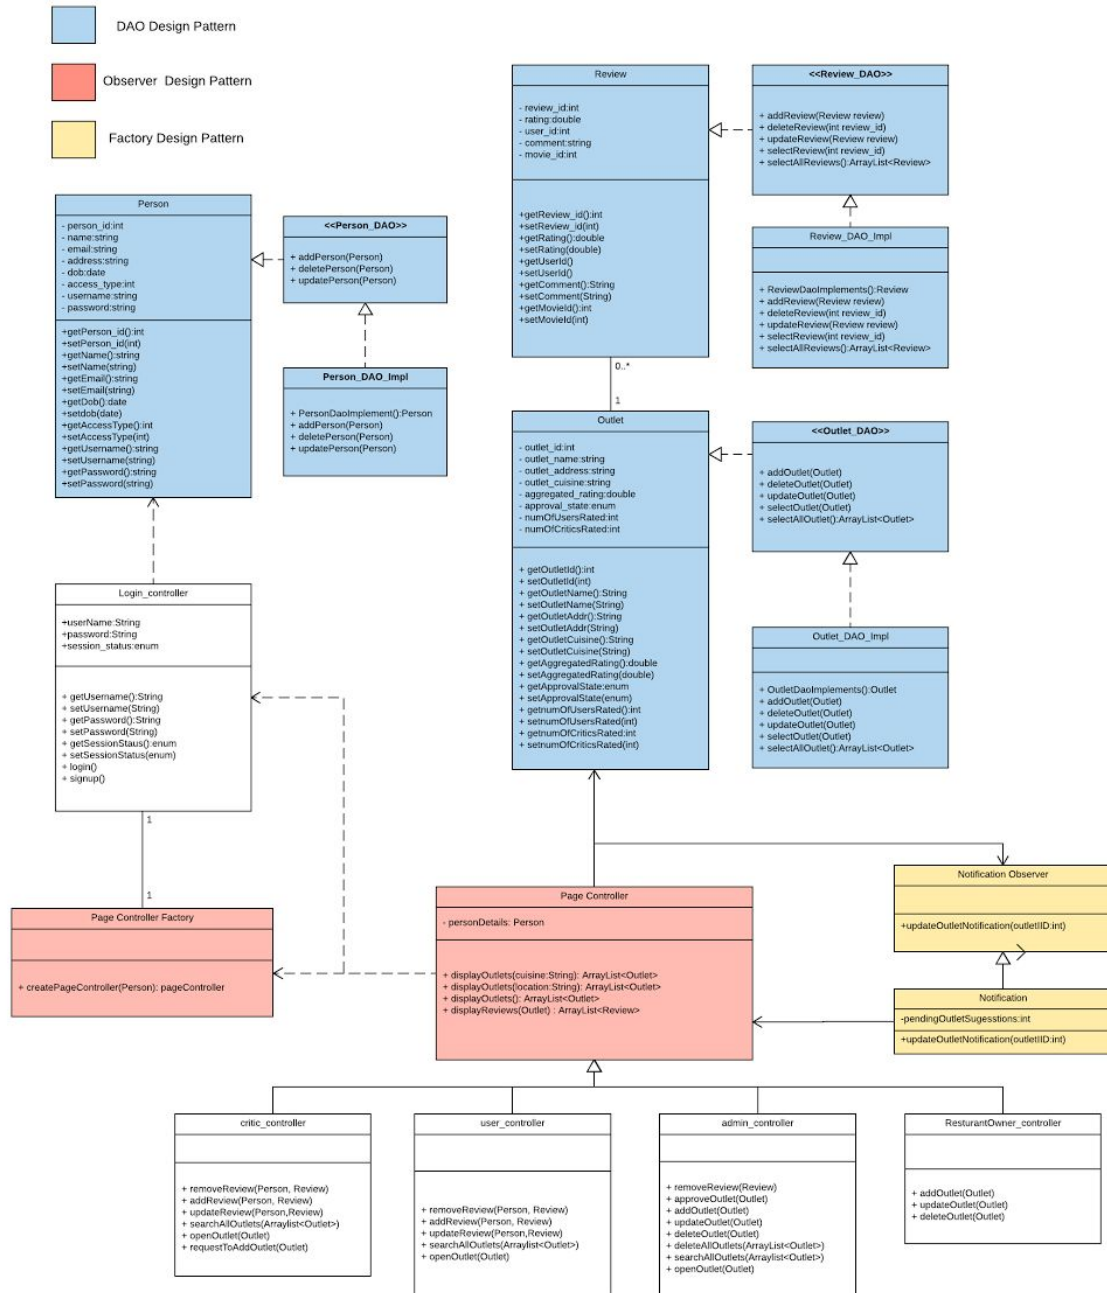 DAO Design Pattern
Observer  Design Pattern
Factory Design Pattern
Person
- person_id:int
- name:string
- email:string
- address:string
- dob:date
- access_type:int
- username:string
- password:string
+getPerson_id():int
+setPerson_id(int)
+getName():string
+setName(string)
+getEmail():string
+setEmail(string)
+getDob():date
+setdob(date)
+getAccessType():int
+setAccessType(int)
+getUsername():string
+setUsername(string)
+getPassword():string
+setPassword(string)
<<Person_DAO>>
+ addPerson(Person)
+ deletePerson(Person)
+ updatePerson(Person)
Person_DAO_Impl
+ PersonDaoImplement():Person
+ addPerson(Person)
+ deletePerson(Person)
+ updatePerson(Person)
Review
- review_id:int
- rating:double
- user_id:int
- comment:string
- movie_id:int
+getReview_id():int
+setReview_id(int)
+getRating():double
+setRating(double)
+getUserId()
+setUserId()
+getComment():String
+setComment(String)
+getMovieId():int
+setMovieId(int)
<<Review_DAO>>
+ addReview(Review review)
+ deleteReview(int review_id)
+ updateReview(Review review)
+ selectReview(int review_id)
+ selectAllReviews():ArrayList<Review>
Review_DAO_Impl
+ ReviewDaoImplements():Review
+ addReview(Review review)
+ deleteReview(int review_id)
+ updateReview(Review review)
+ selectReview(int review_id)
+ selectAllReviews():ArrayList<Review>
0..*
1
Outlet
- outlet_id:int
- outlet_name:string
- outlet_address:string
- outlet_cuisine:string
- aggregated_rating:double
- approval_state:enum
- numOfUsersRated:int
- numOfCriticsRated:int
+ getOutletId():int
+ setOutletId(int)
+ getOutletName():String
+ setOutletName(String)
+ getOutletAddr():String
+ setOutletAddr(String)
+ getOutletCuisine():String
+ setOutletCuisine(String)
+ getAggregatedRating():double
+ setAggregatedRating(double)
+ getApprovalState:enum
+ setApprovalState(enum)
+ getnumOfUsersRated():int
+ setnumOfUsersRated(int)
+ getnumOfCriticsRated:int
+ setnumOfCriticsRated(int)
<<Outlet_DAO>>
+ addOutlet(Outlet)
+ deleteOutlet(Outlet)
+ updateOutlet(Outlet)
+ selectOutlet(Outlet)
+ selectAllOutlet():ArrayList<Outlet>
Outlet_DAO_Impl
+ OutletDaoImplements():Outlet
+ addOutlet(Outlet)
+ deleteOutlet(Outlet)
+ updateOutlet(Outlet)
+ selectOutlet(Outlet)
+ selectAllOutlet():ArrayList<Outlet>
Login_controller
+userName:String
+password:String
+session_status:enum
+ getUsername():String
+ setUsername(String)
+ getPassword():String
+ setPassword(String)
+ getSessionStaus():enum
+ setSessionStatus(enum)
+ login()
+ signup()
1
1
Page Controller Factory
+ createPageController(Person): pageController
Page Controller
- personDetails: Person
+ displayOutlets(cuisine:String): ArrayList<Outlet>
+ displayOutlets(location:String): ArrayList<Outlet>
+ displayOutlets(): ArrayList<Outlet>
+ displayReviews(Outlet) : ArrayList<Review>
Notification Observer
+updateOutletNotification(outletIID:int)
Notification
-pendingOutletSugesstions:int
+updateOutletNotification(outletIID:int)
critic_controller
+ removeReview(Person, Review)
+ addReview(Person, Review)
+ updateReview(Person,Review)
+ searchAllOutlets(Arraylist<Outlet>)
+ openOutlet(Outlet)
+ requestToAddOutlet(Outlet)
user_controller
+ removeReview(Person, Review)
+ addReview(Person, Review)
+ updateReview(Person,Review)
+ searchAllOutlets(Arraylist<Outlet>)
+ openOutlet(Outlet)
admin_controller
+ removeReview(Review)
+ approveOutlet(Outlet)
+ addOutlet(Outlet)
+ updateOutlet(Outlet)
+ deleteOutlet(Outlet)
+ deleteAllOutlets(ArrayList<Outlet>)
+ searchAllOutlets(Arraylist<Outlet>)
+ openOutlet(Outlet)
ResturantOwner_controller
+ addOutlet(Outlet)
+ updateOutlet(Outlet)
+ deleteOutlet(Outlet)